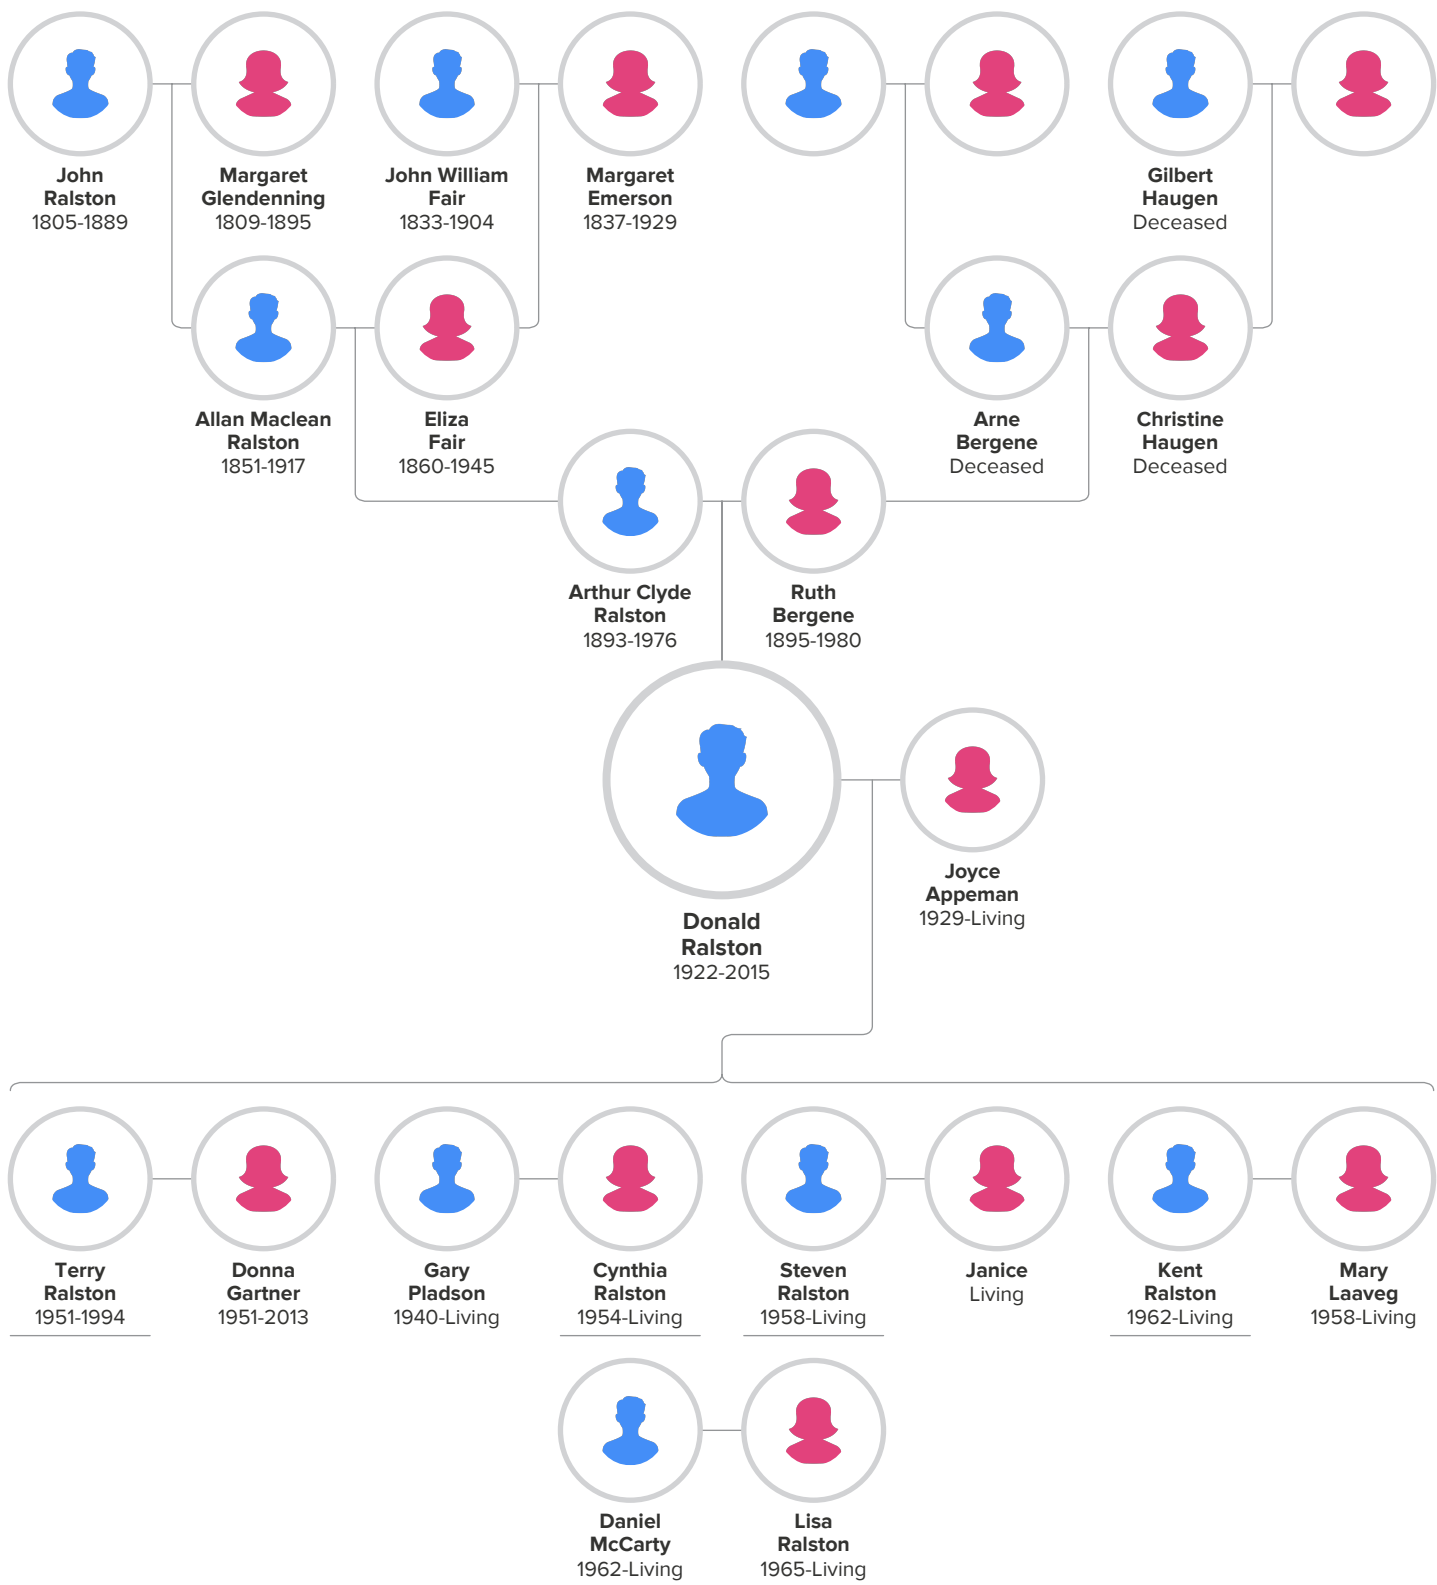 John
Ralston
1805-1889
Margaret
Glendenning
1809-1895
John William
Fair
1833-1904
Margaret
Emerson
1837-1929
Gilbert
Haugen
Deceased
Allan Maclean
Ralston
1851-1917
Eliza
Fair
1860-1945
Arne
Bergene
Deceased
Christine
Haugen
Deceased
Arthur Clyde
Ralston
1893-1976
Ruth
Bergene
1895-1980
Joyce
Appeman
1929-Living
Donald
Ralston
1922-2015
Terry
Ralston
1951-1994
Donna
Gartner
1951-2013
Gary
Pladson
1940-Living
Cynthia
Ralston
1954-Living
Steven
Ralston
1958-Living
Janice
Living
Kent
Ralston
1962-Living
Mary
Laaveg
1958-Living
Daniel
McCarty
1962-Living
Lisa
Ralston
1965-Living